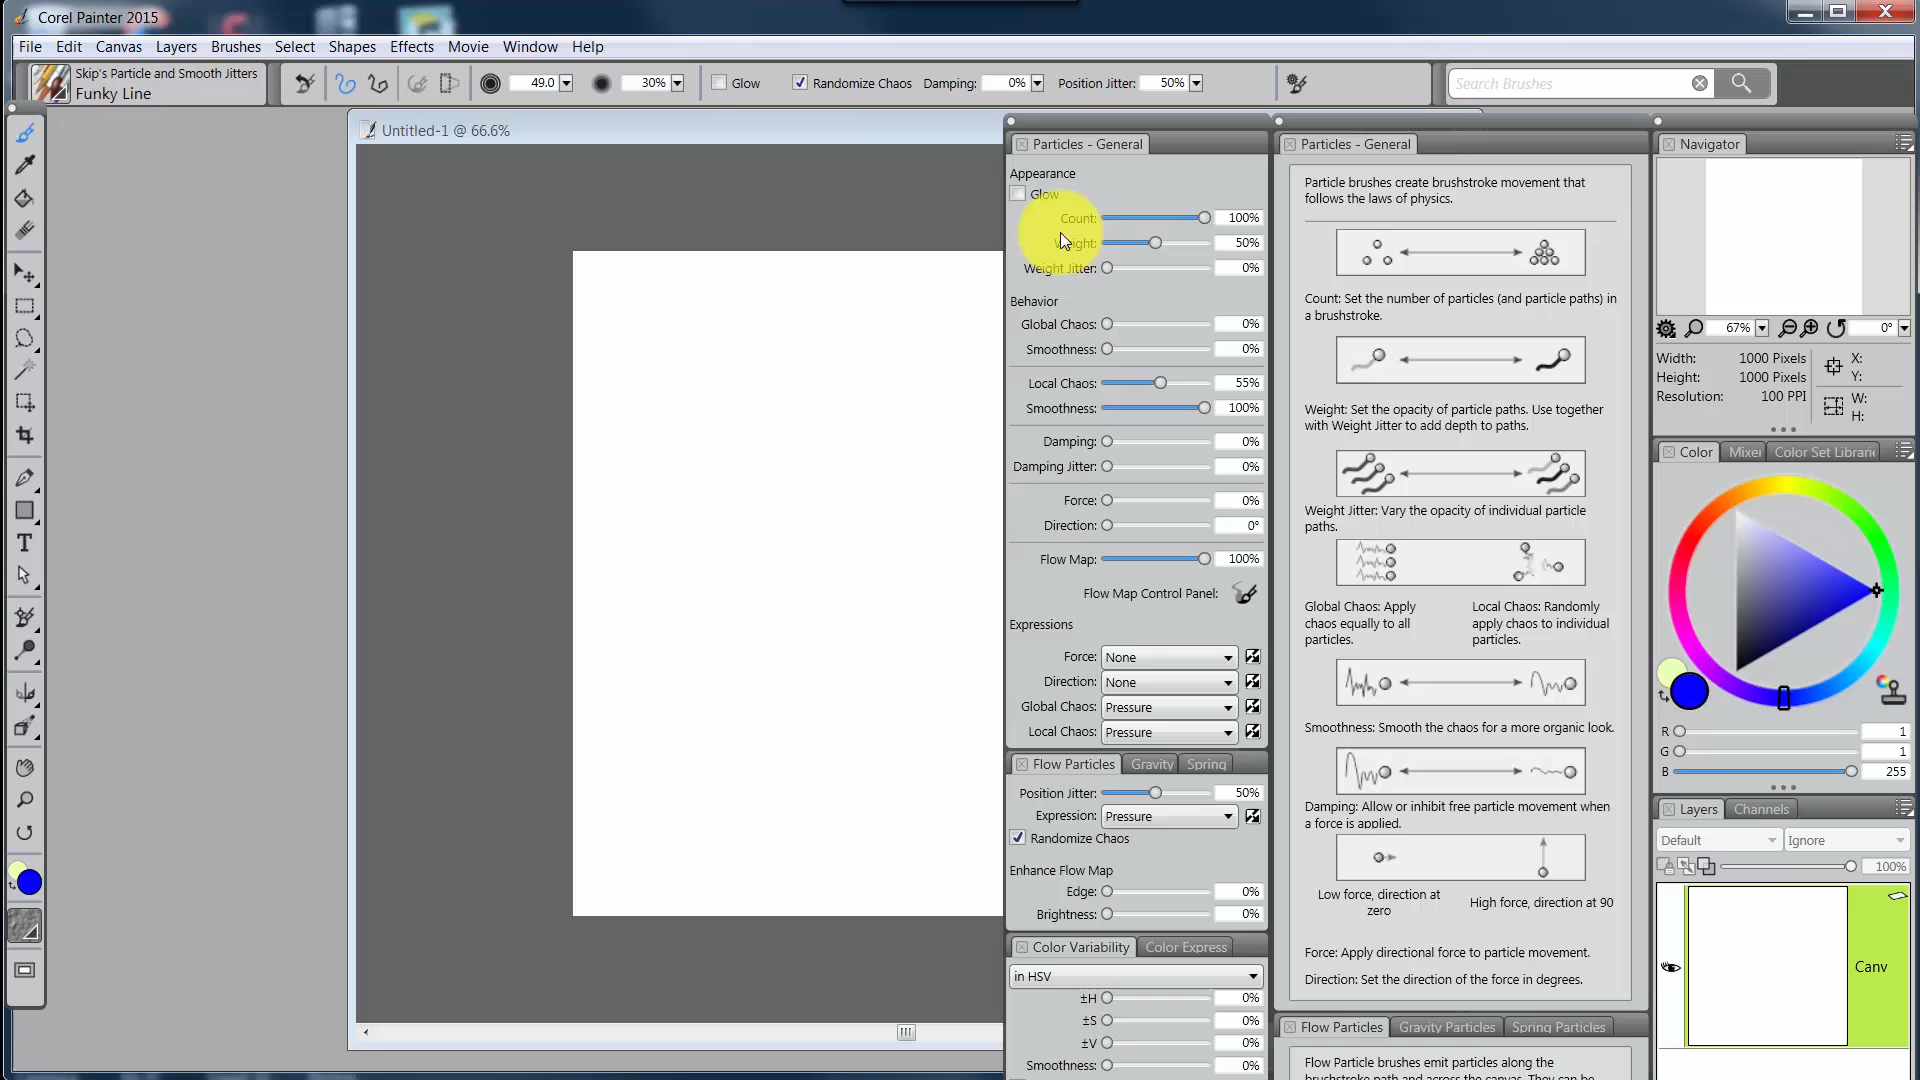 Corel Painter 2015
File Edit Canvas Layers Brushes Select Shapes Effects Movie Window Help
Skip's Particle and Smooth Jitters
Funky Line
49.0
30%
Glow
Randomize Chaos
Damping: 0%
Position Jitter: 50%
Search Brushes
Untitled-1 @ 66.6%
Particles - General
Appearance
Glow
Count: 100%
Weight: 50%
Weight Jitter: 0%
Behavior
Global Chaos: 0%
Smoothness: 0%
Local Chaos: 55%
Smoothness: 100%
Damping: 0%
Damping Jitter: 0%
Force: 0%
Direction: 0°
Flow Map: 100%
Flow Map Control Panel:
Expressions
Force: None
Direction: None
Global Chaos: Pressure
Local Chaos: Pressure
Flow Particles Gravity Spring
Position Jitter: 50%
Expression: Pressure
Randomize Chaos
Enhance Flow Map
Edge: 0%
Brightness: 0%
Color Variability Color Express
in HSV
±H 0%
±S 0%
±V 0%
Smoothness: 0%
Particles - General
Particle brushes create brushstroke movement that
follows the laws of physics.
Count: Set the number of particles (and particle paths) in
a brushstroke.
Weight: Set the opacity of particle paths. Use together
with Weight Jitter to add depth to paths.
Weight Jitter: Vary the opacity of individual particle
paths.
Global Chaos: Apply
chaos equally to all
particles.
Local Chaos: Randomly
apply chaos to individual
particles.
Smoothness: Smooth the chaos for a more organic look.
Damping: Allow or inhibit free particle movement when
a force is applied.
Low force, direction at
zero
High force, direction at 90
Force: Apply directional force to particle movement.
Direction: Set the direction of the force in degrees.
Flow Particles Gravity Particles Spring Particles
Flow Particle brushes emit particles along the
brushstroke path and across the canvas. They can be
Navigator
67% 0°
Width: 1000 Pixels
Height: 1000 Pixels
Resolution: 100 PPI
X:
Y:
W:
H:
Color Mixer Color Set Librari
R 1
G 1
B 255
Layers Channels
Default Ignore
100%
Canv
T